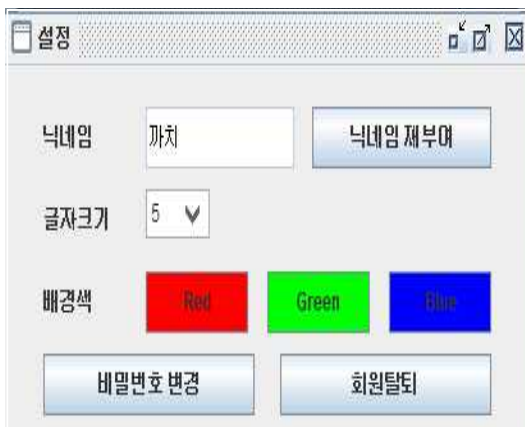 설정
닉네임 까치 닉네임 재부여
글자크기 5
배경색 Red Green Blue
비밀번호 변경 회원탈퇴